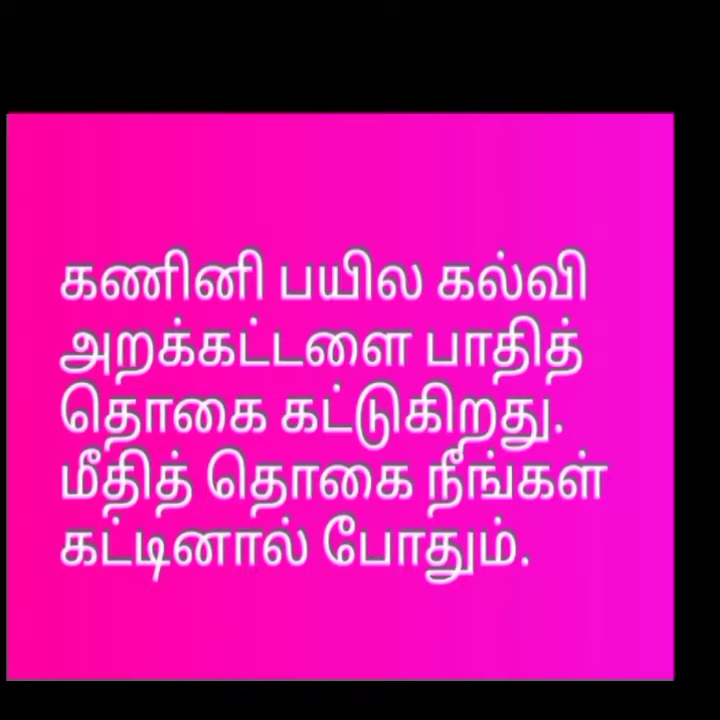 கணினி பயில கல்வி
அறக்கட்டளை பாதித்
தொகை கட்டுகிறது.
மீதித் தொகை நீங்கள்
கட்டினால் போதும்.